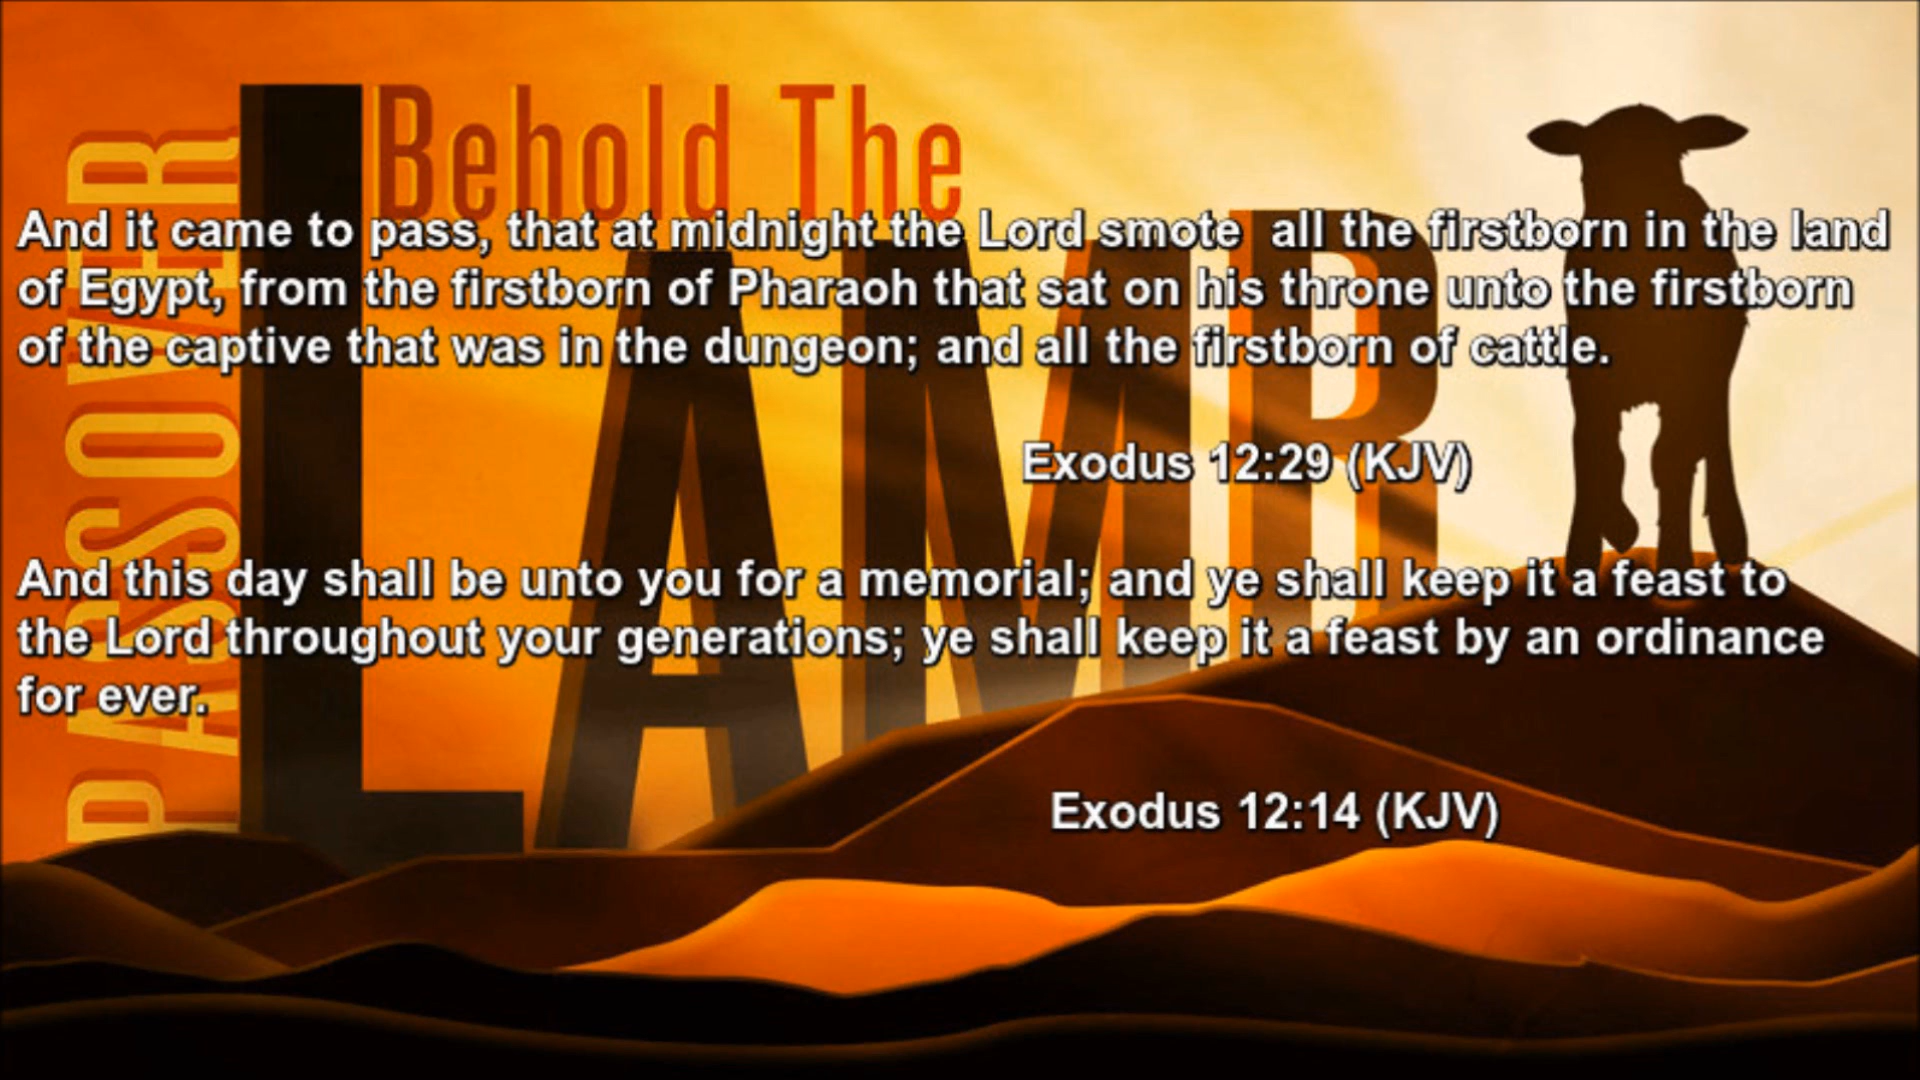 PASSOVER
Behold The
LAMB
And it came to pass, that at midnight the Lord smote  all the firstborn in the land
of Egypt, from the firstborn of Pharaoh that sat on his throne unto the firstborn
of the captive that was in the dungeon; and all the firstborn of cattle.
Exodus 12:29 (KJV)
And this day shall be unto you for a memorial; and ye shall keep it a feast to
the Lord throughout your generations; ye shall keep it a feast by an ordinance
for ever.
Exodus 12:14 (KJV)